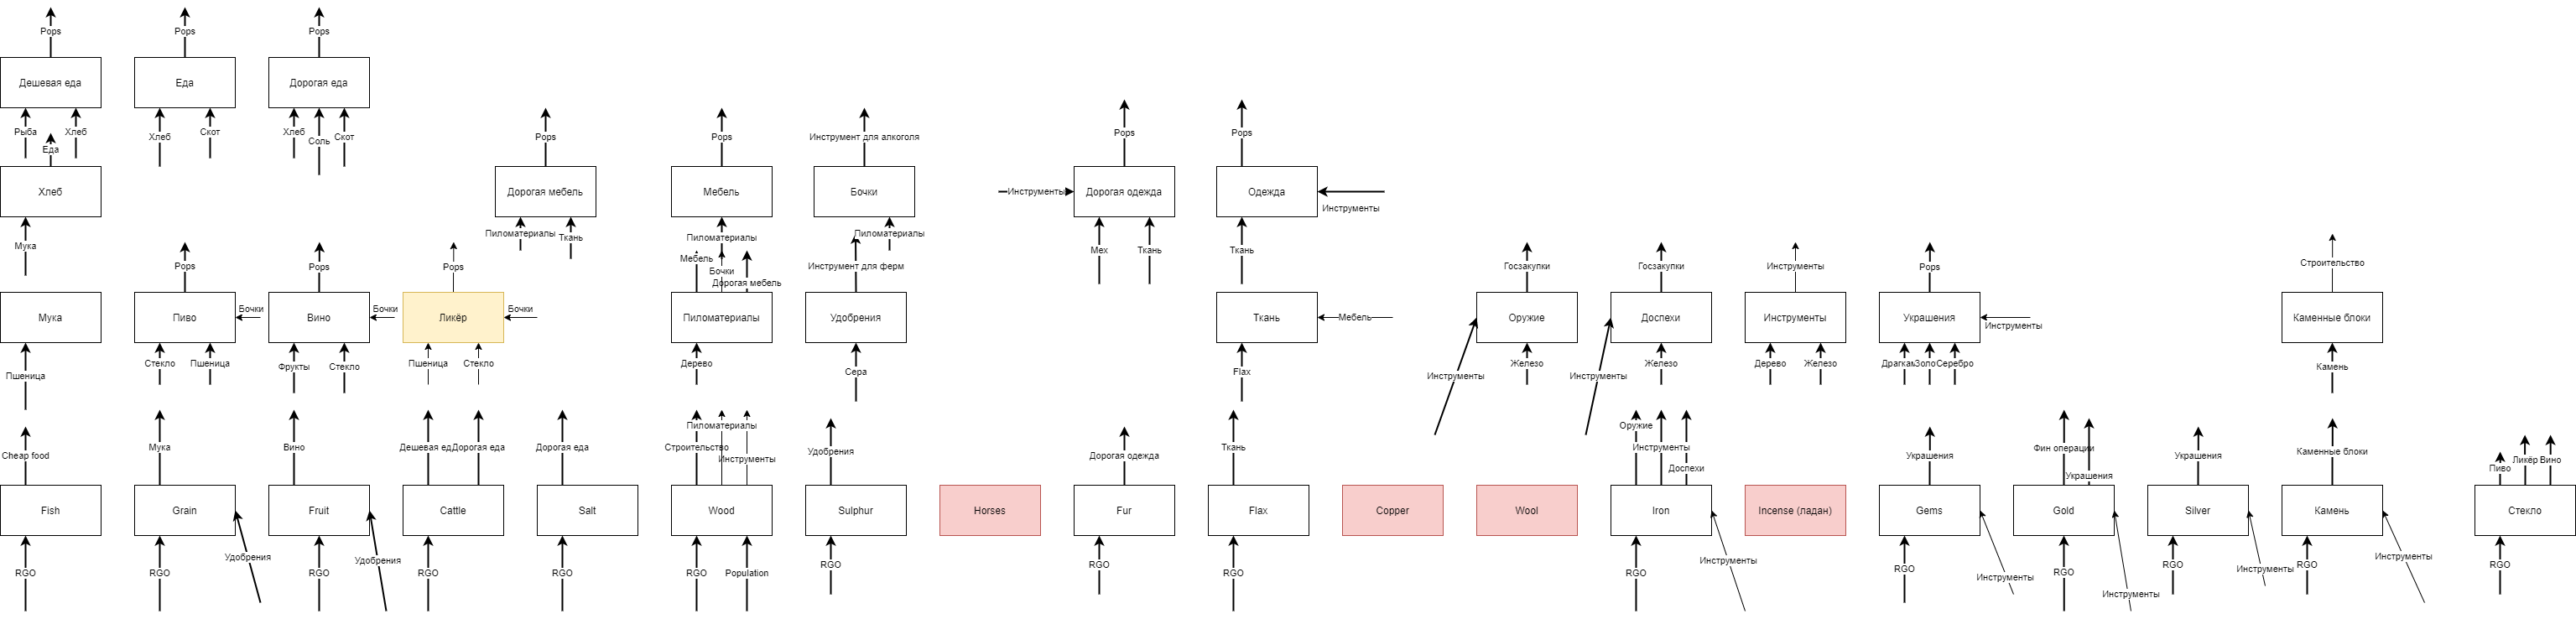 Pops
Pops
Pops
Дешевая еда
Еда
Дорогая еда
Рыба
Хлеб
Хлеб
Скот
Хлеб
Соль
Скот
Еда
Pops
Pops
Инструмент для алкоголя
Pops
Pops
Хлеб
Дорогая мебель
Мебель
Бочки
Инструменты
Дорогая одежда
Одежда
Инструменты
Мука
Пиломатериалы
Ткань
Пиломатериалы
Пиломатериалы
Мех
Ткань
Ткань
Pops
Pops
Pops
Мебель
Бочки
Дорогая мебель
Инструмент для ферм
Госзакупки
Госзакупки
Инструменты
Pops
Строительство
Мука
Пиво
Бочки
Вино
Бочки
Ликёр
Бочки
Пиломатериалы
Удобрения
Ткань
Мебель
Оружие
Доспехи
Инструменты
Украшения
Инструменты
Каменные блоки
Пшеница
Стекло
Пшеница
Фрукты
Стекло
Пшеница
Стекло
Дерево
Сера
Flax
Инструменты
Железо
Инструменты
Железо
Дерево
Железо
Серебро
Камень
Cheap food
Мука
Вино
Дорогая еда
Дорогая еда
Строительство
Пиломатериалы
Инструменты
Удобрения
Дорогая одежда
Ткань
Оружие
Инструменты
Доспехи
Украшения
Фин операции
Украшения
Украшения
Каменные блоки
Пиво
Ликёр
Вино
Fish
Grain
Fruit
Cattle
Salt
Wood
Sulphur
Horses
Fur
Flax
Copper
Wool
Iron
Incense (ладан)
Gems
Gold
Silver
Камень
Стекло
RGO
RGO
Удобрения
RGO
Удобрения
RGO
RGO
RGO
Population
RGO
RGO
RGO
RGO
Инструменты
RGO
Инструменты
RGO
Инструменты
RGO
Инструменты
RGO
Инструменты
RGO